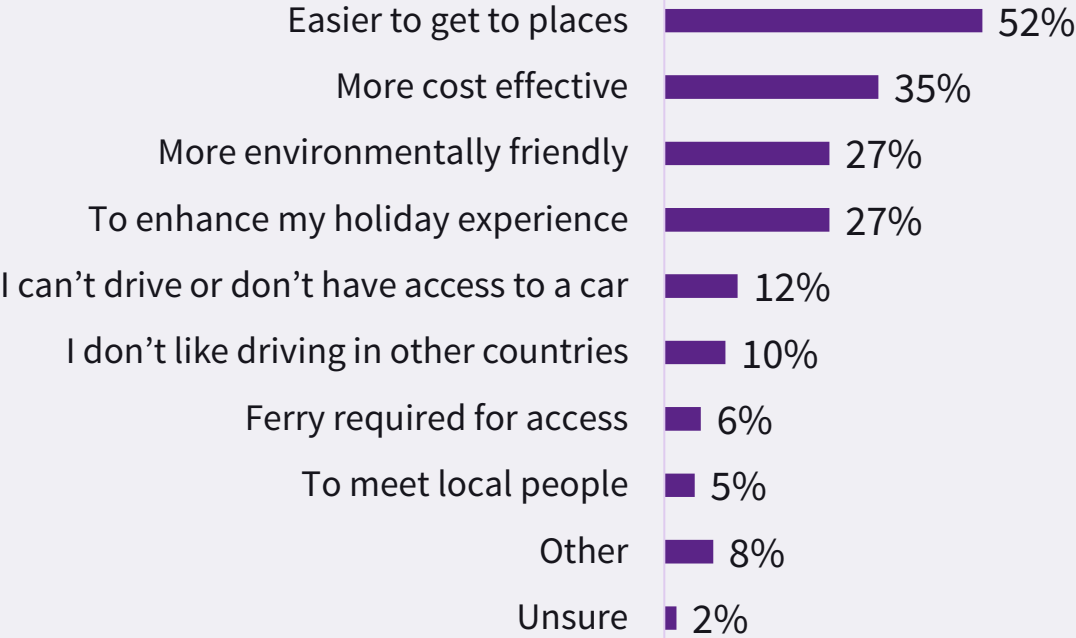 Easier to get to places 52%
More cost effective 35%
More environmentally friendly 27%
To enhance my holiday experience 27%
I can’t drive or don’t have access to a car 12%
I don’t like driving in other countries 10%
Ferry required for access 6%
To meet local people 5%
Other 8%
Unsure 2%